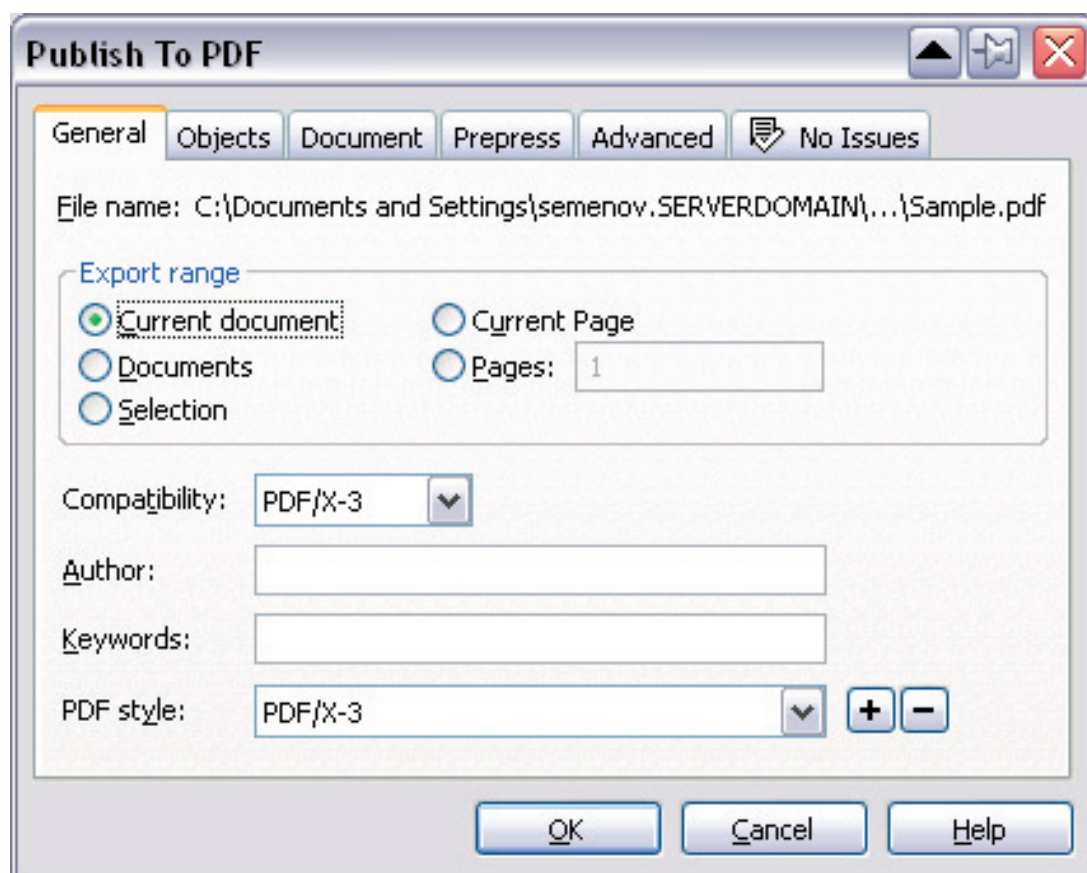 Publish To PDF
General Objects Document Prepress Advanced No Issues
File name: C:\Documents and Settings\semenov.SERVERDOMAIN\...\Sample.pdf
Export range
Current document Current Page
Documents Pages: 1
Selection
Compatibility: PDF/X-3
Author:
Keywords:
PDF style: PDF/X-3
OK Cancel Help